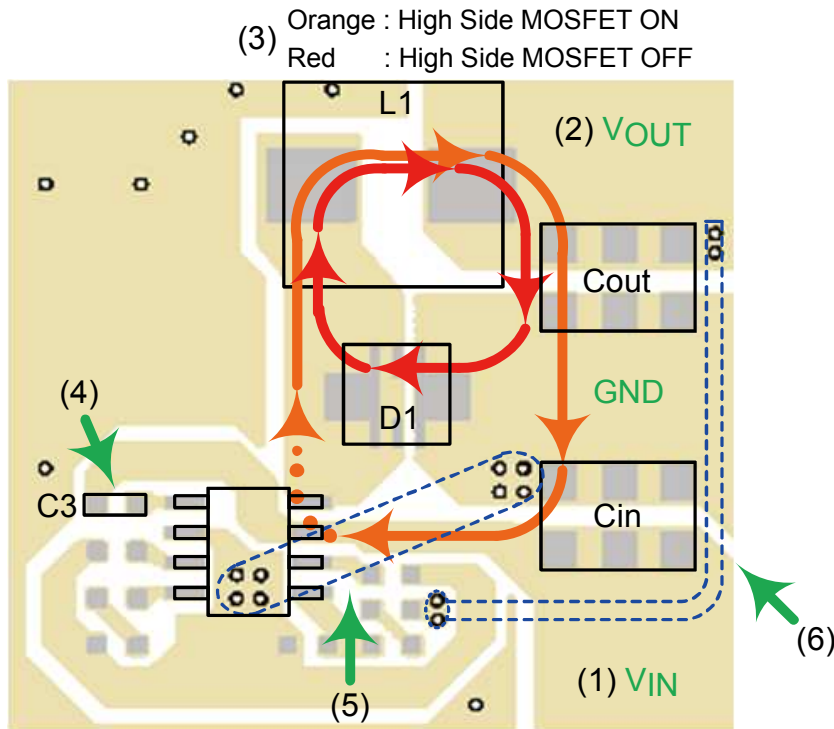 (3) Orange : High Side MOSFET ON
Red : High Side MOSFET OFF
L1
(2) VOUT
Cout
D1
GND
(4)
C3
Cin
(5)
(6)
(1) VIN